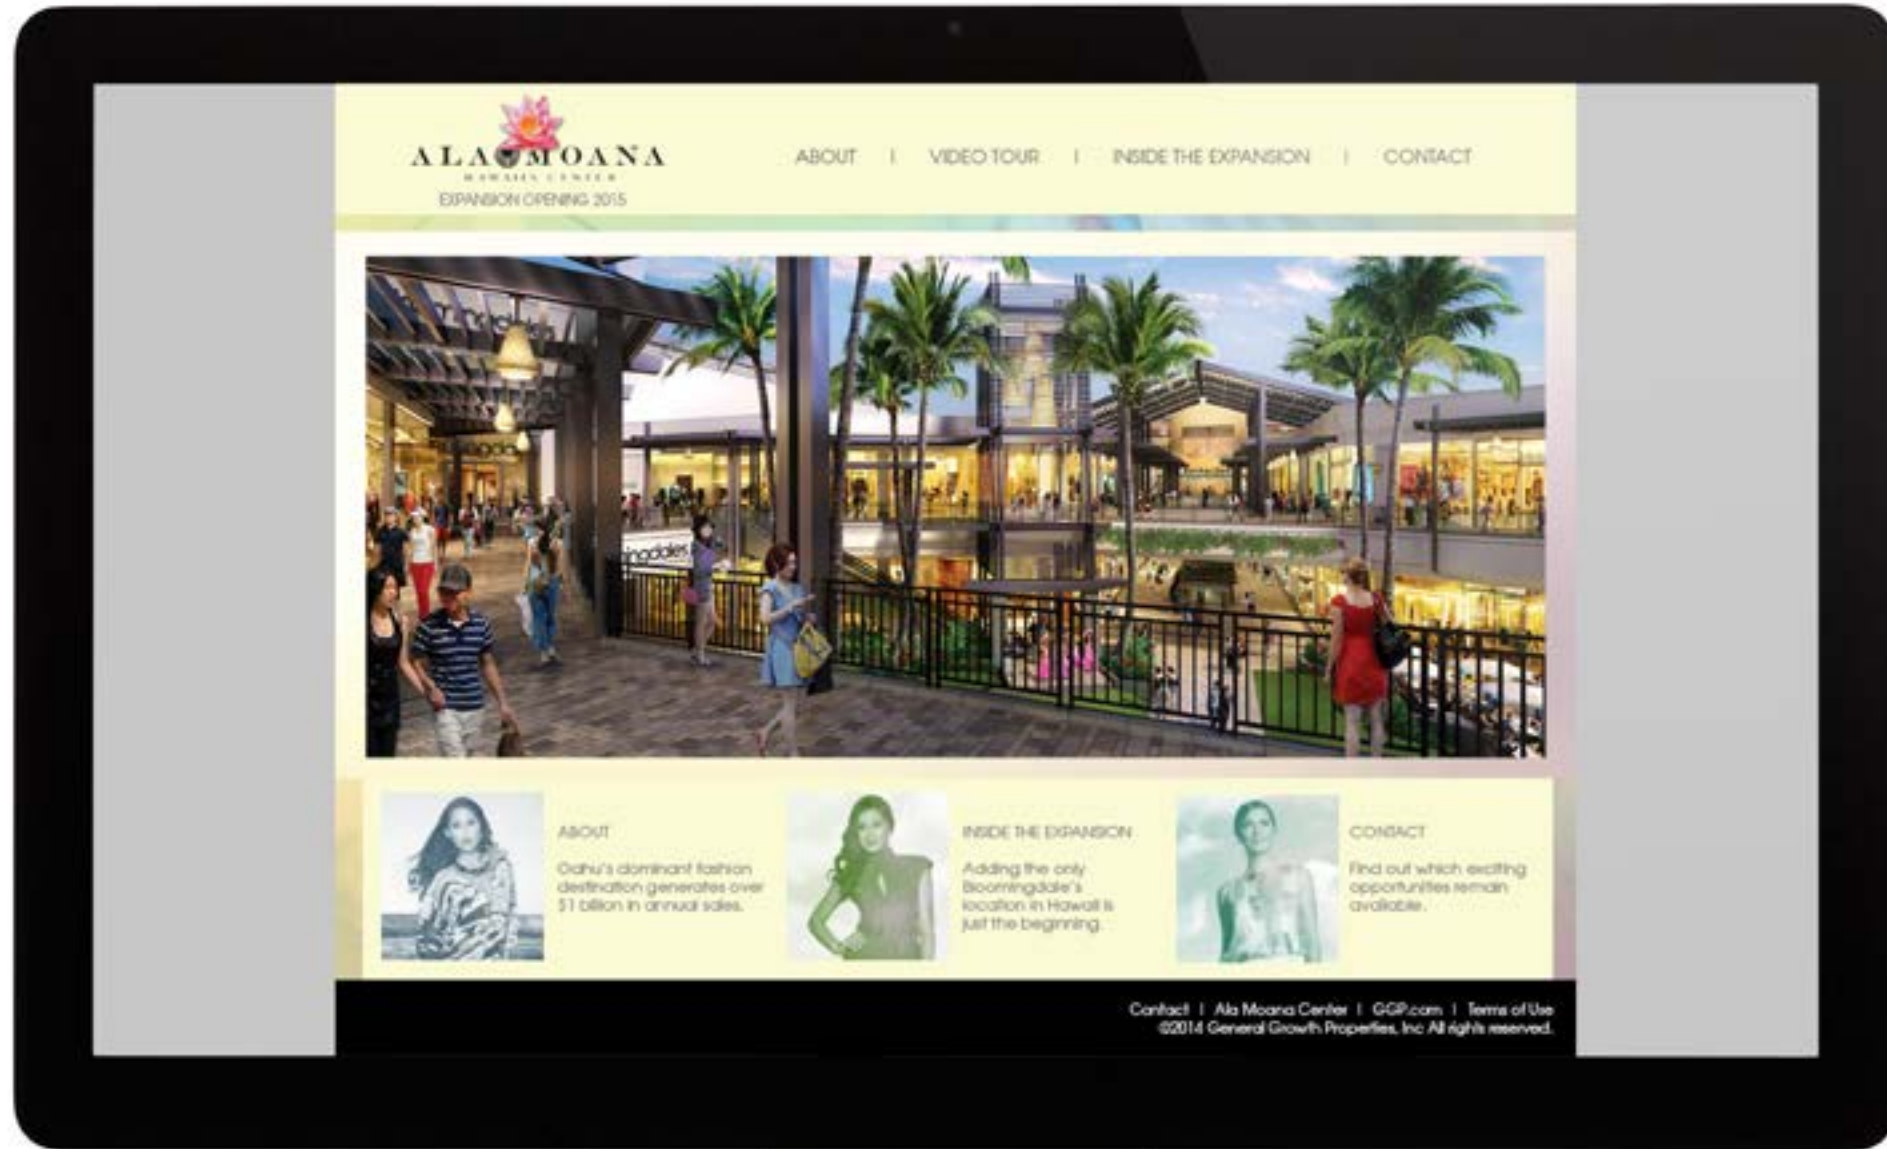 ALA MOANA
HAWAII'S CENTER
EXPANSION OPENING 2015
ABOUT | VIDEO TOUR | INSIDE THE EXPANSION | CONTACT
mingdales
ABOUT
Oahu's dominant fashion
destination generates over
$1 billion in annual sales.
INSIDE THE EXPANSION
Adding the only
Bloomingdale's
location in Hawaii is
just the beginning.
CONTACT
Find out which exciting
opportunities remain
available.
Contact | Ala Moana Center | GGP.com | Terms of Use
©2014 General Growth Properties, Inc All rights reserved.